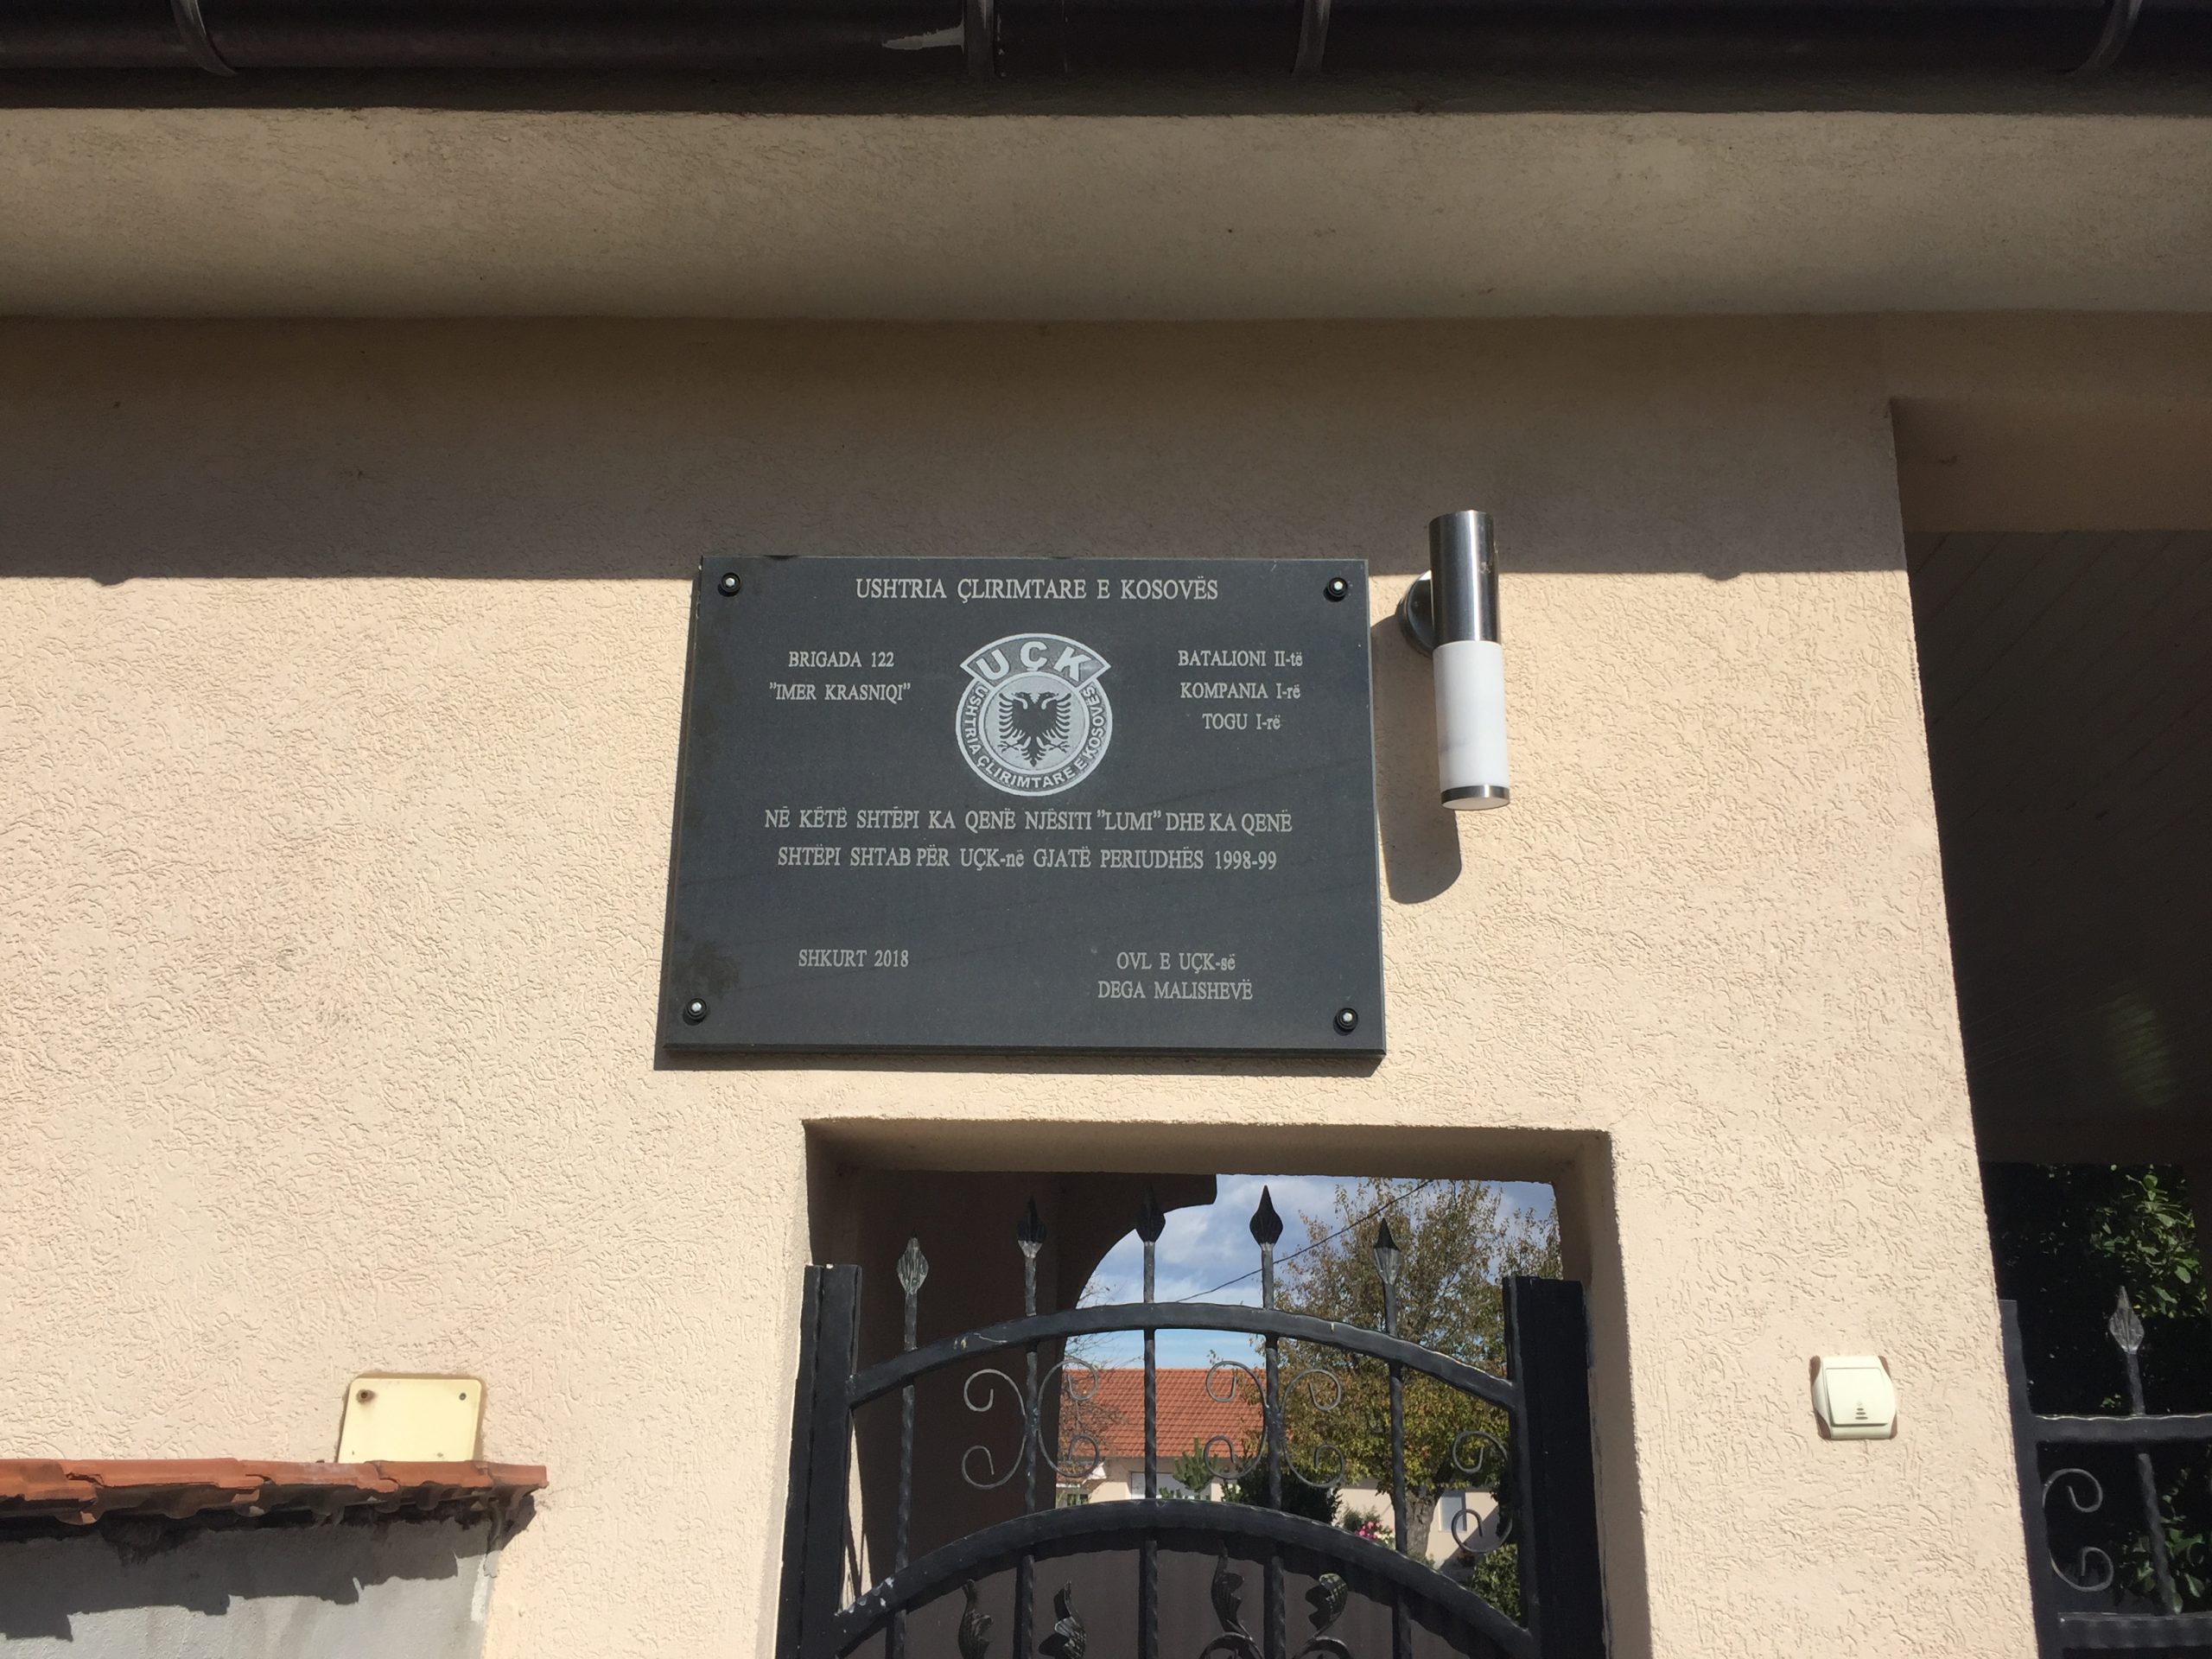 USHTRIA ÇLIRIMTARE E KOSOVËS
BRIGADA 122
"IMER KRASNIQI"
UÇK
USHTRIA ÇLIRIMTARE E KOSOVËS
BATALIONI II-të
KOMPANIA I-rë
TOGU I-rë
NË KËTË SHTËPI KA QENË NJËSITI "LUMI" DHE KA QENË
SHTËPI SHTAB PËR UÇK-në GJATË PERIUDHËS 1998-99
SHKURT 2018
OVL E UÇK-së
DEGA MALISHEVË